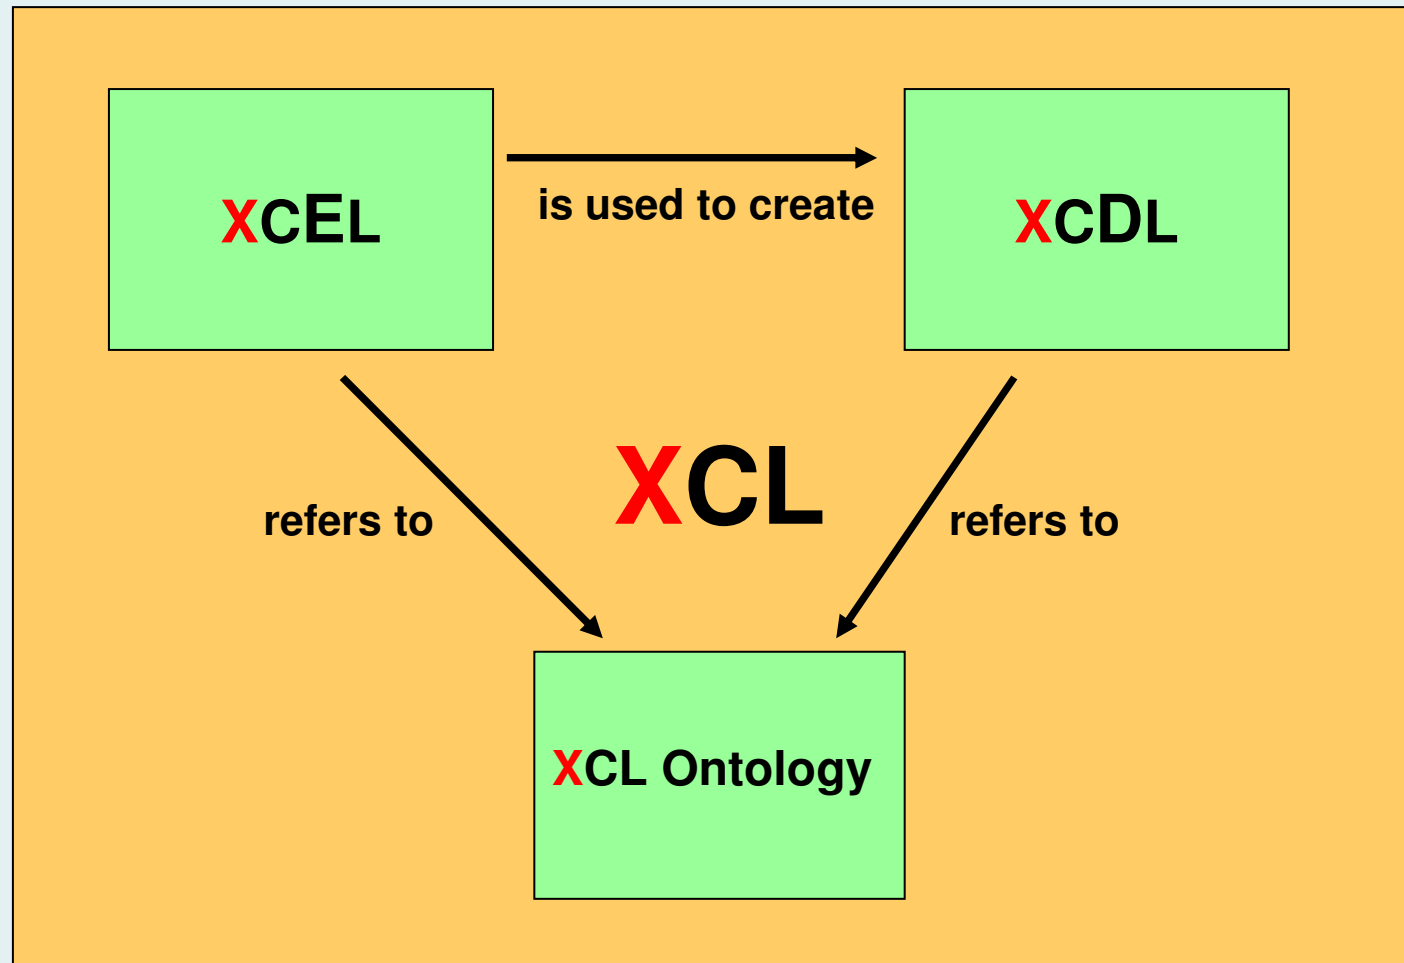 XCEL
is used to create
XCDL
XCL
refers to
refers to
XCL Ontology